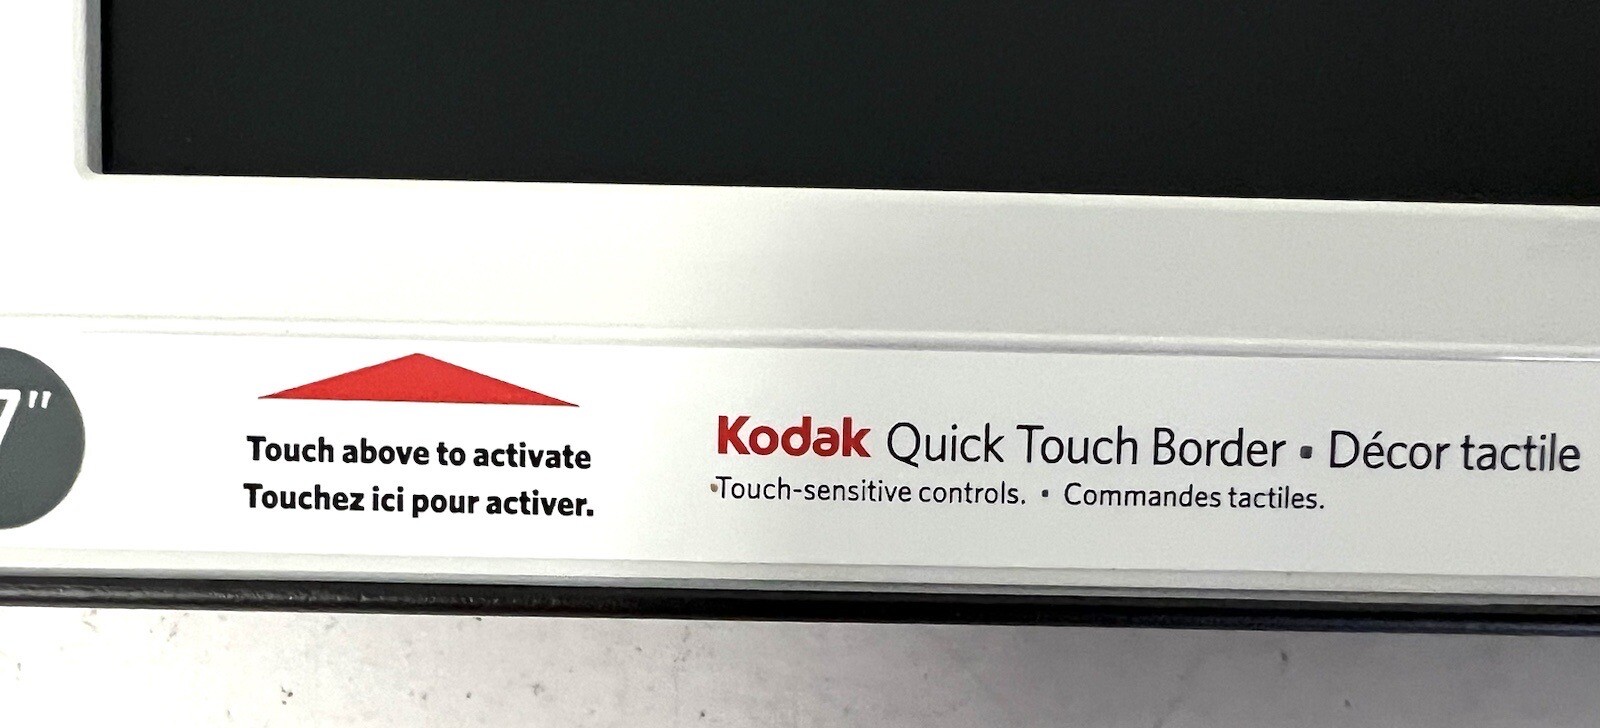 7"
Touch above to activate
Touchez ici pour activer.
Kodak Quick Touch Border ▪ Décor tactile
•Touch-sensitive controls. ▪ Commandes tactiles.